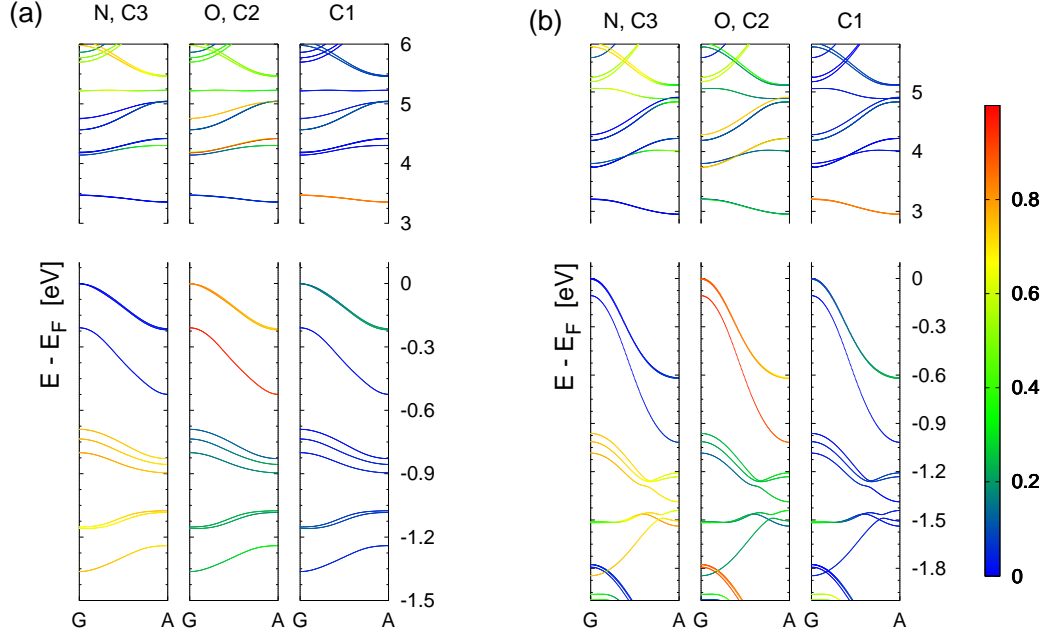 (a)
N, C3
O, C2
C1
6
5
4
3
E - E_F [eV]
0
-0.3
-0.6
-0.9
-1.2
-1.5
G
A
G
A
G
A
(b)
N, C3
O, C2
C1
5
4
3
E - E_F [eV]
0
-0.3
-0.6
-0.9
-1.2
-1.5
-1.8
G
A
G
A
G
A
0.8
0.6
0.4
0.2
0